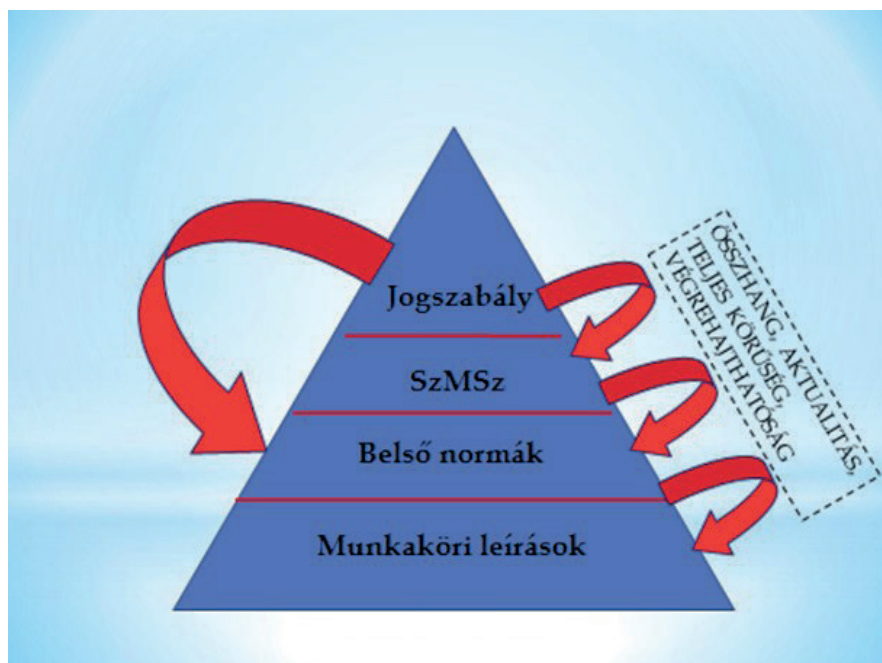 Jogszabály
SzMSz
Belső normák
Munkaköri leírások
ÖSSZHANG, AKTUALITÁS,
TELJES KÖRŰSÉG,
VÉGREHAJTHATÓSÁG